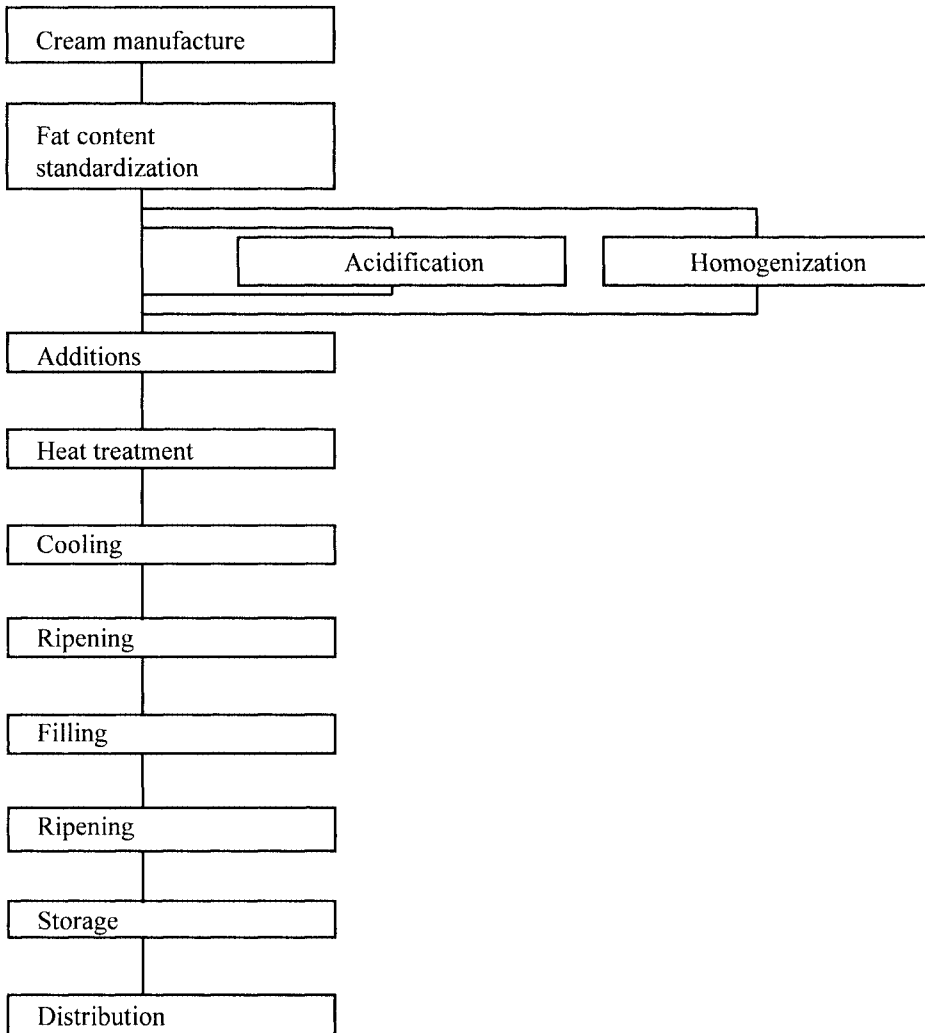 Cream manufacture
Fat content
standardization
Acidification
Homogenization
Additions
Heat treatment
Cooling
Ripening
Filling
Ripening
Storage
Distribution